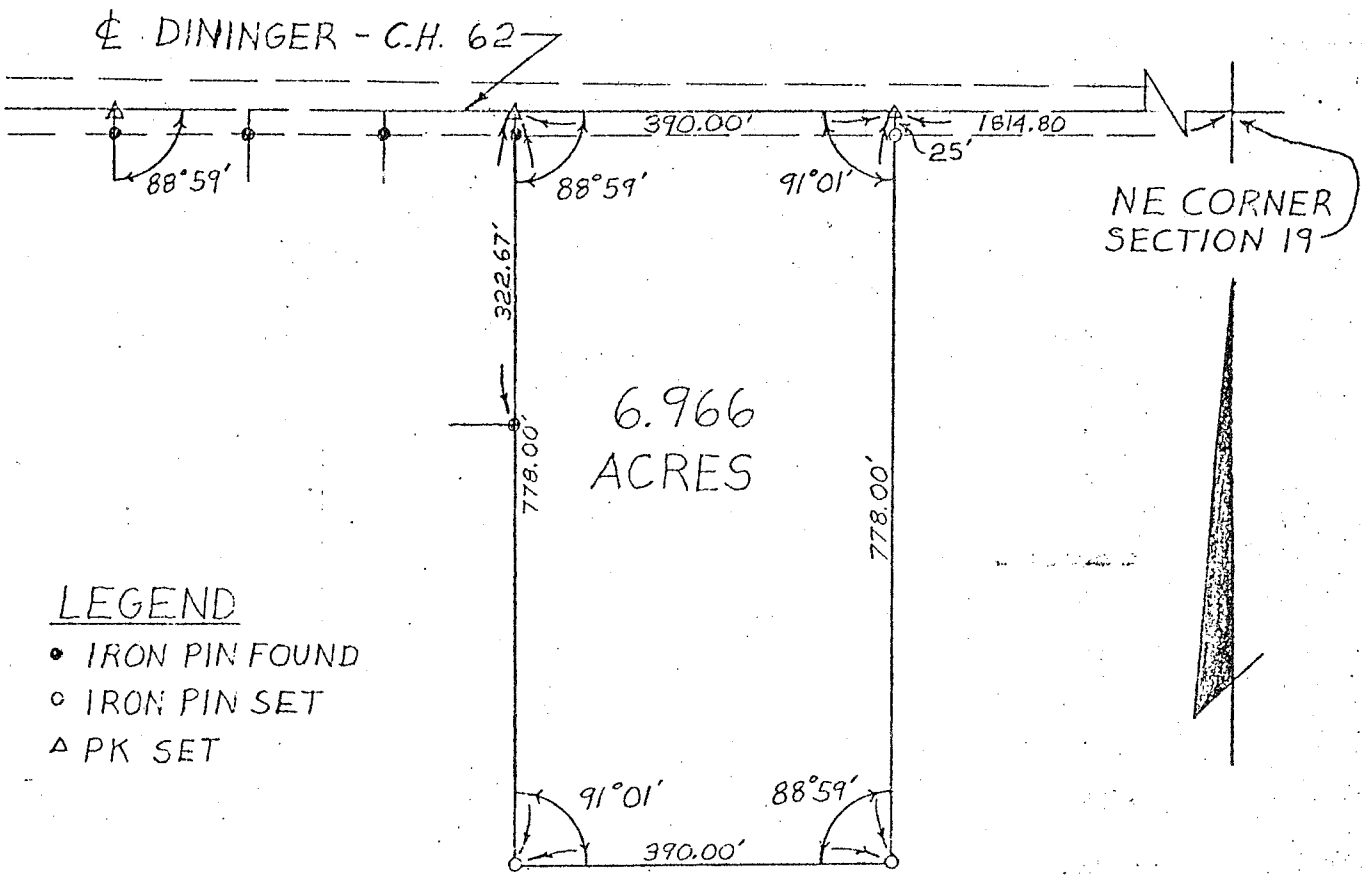 ℄ DININGER - C.H. 62
390.00'
1614.80
25'
88°59'
88°59'
91°01'
NE CORNER
SECTION 19
322.67'
778.00'
6.966
ACRES
778.00'
LEGEND
IRON PIN FOUND
IRON PIN SET
PK SET
91°01'
88°59'
390.00'